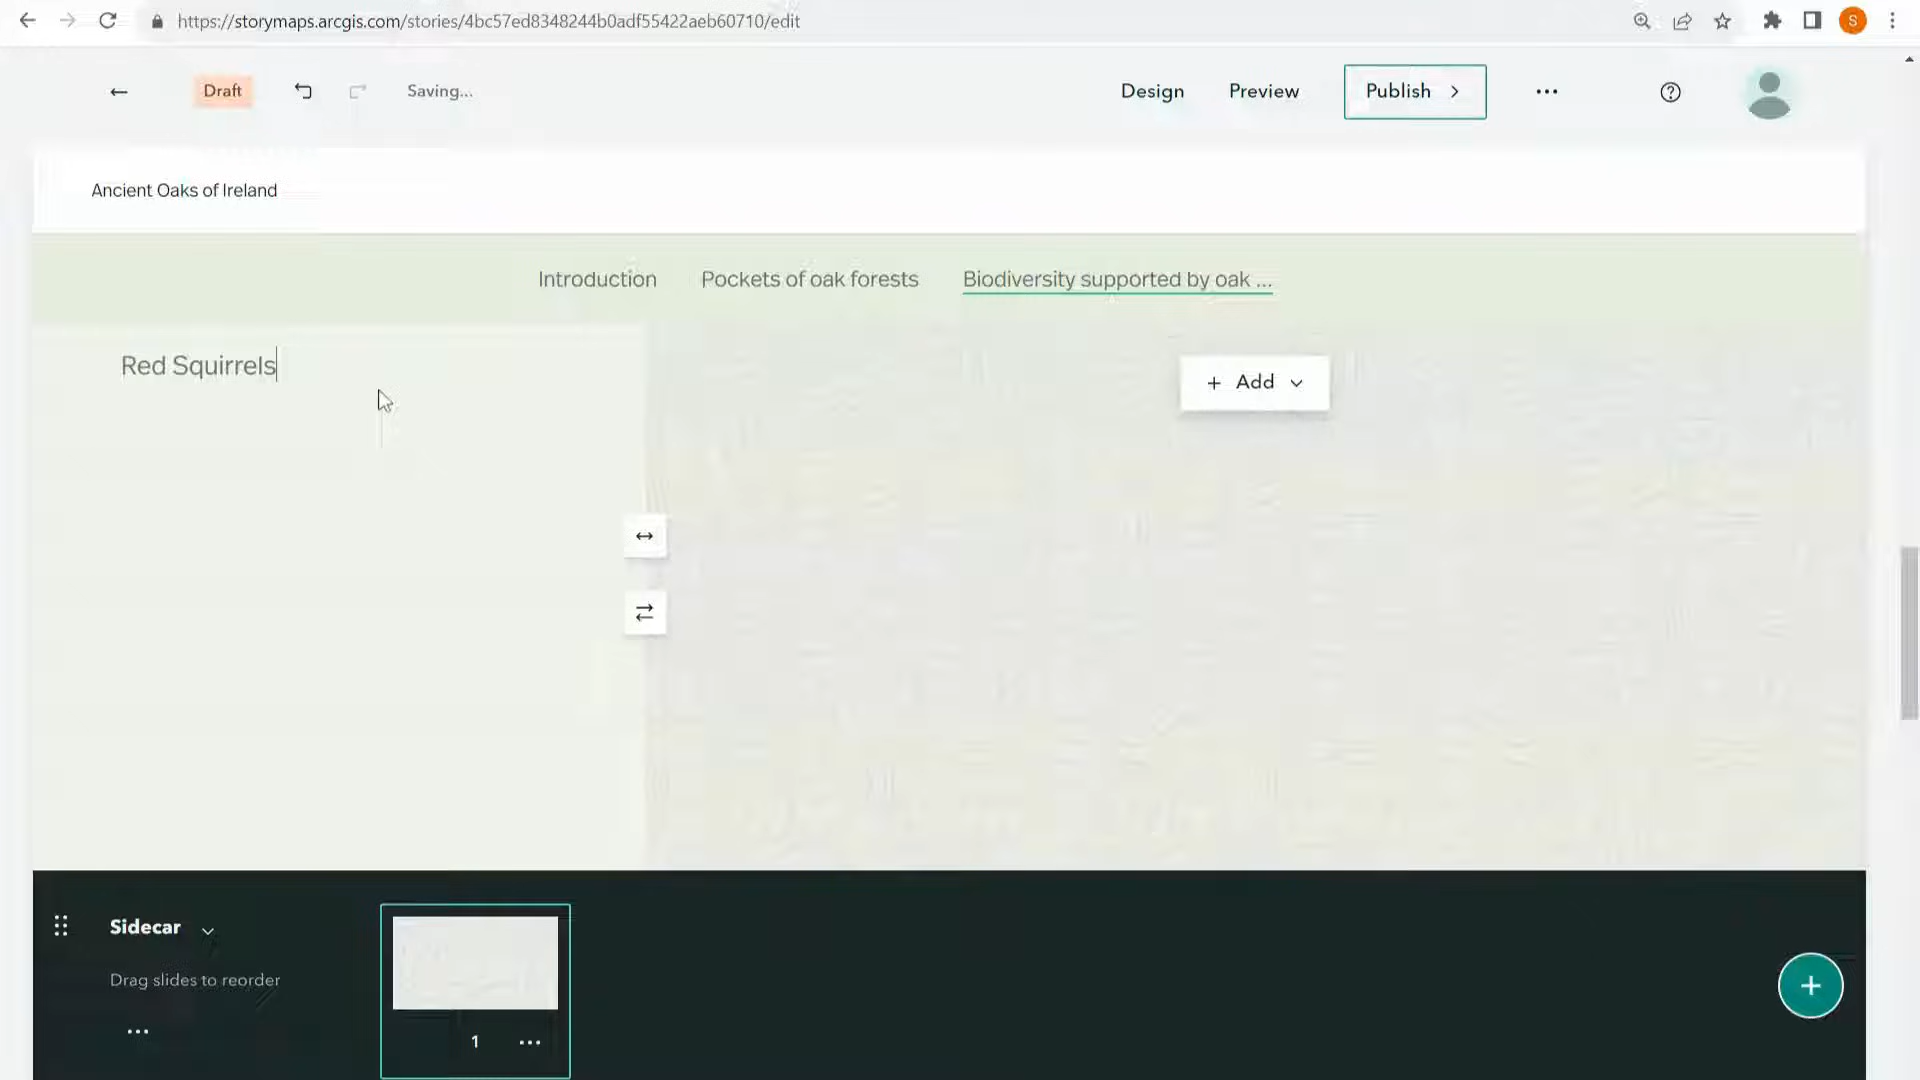 https://storymaps.arcgis.com/stories/4bc57ed8348244b0adf55422aeb60710/edit
S
Draft
Saving...
Design
Preview
Publish
Ancient Oaks of Ireland
Introduction
Pockets of oak forests
Biodiversity supported by oak ...
Red Squirrels
+ Add
Sidecar
Drag slides to reorder
1